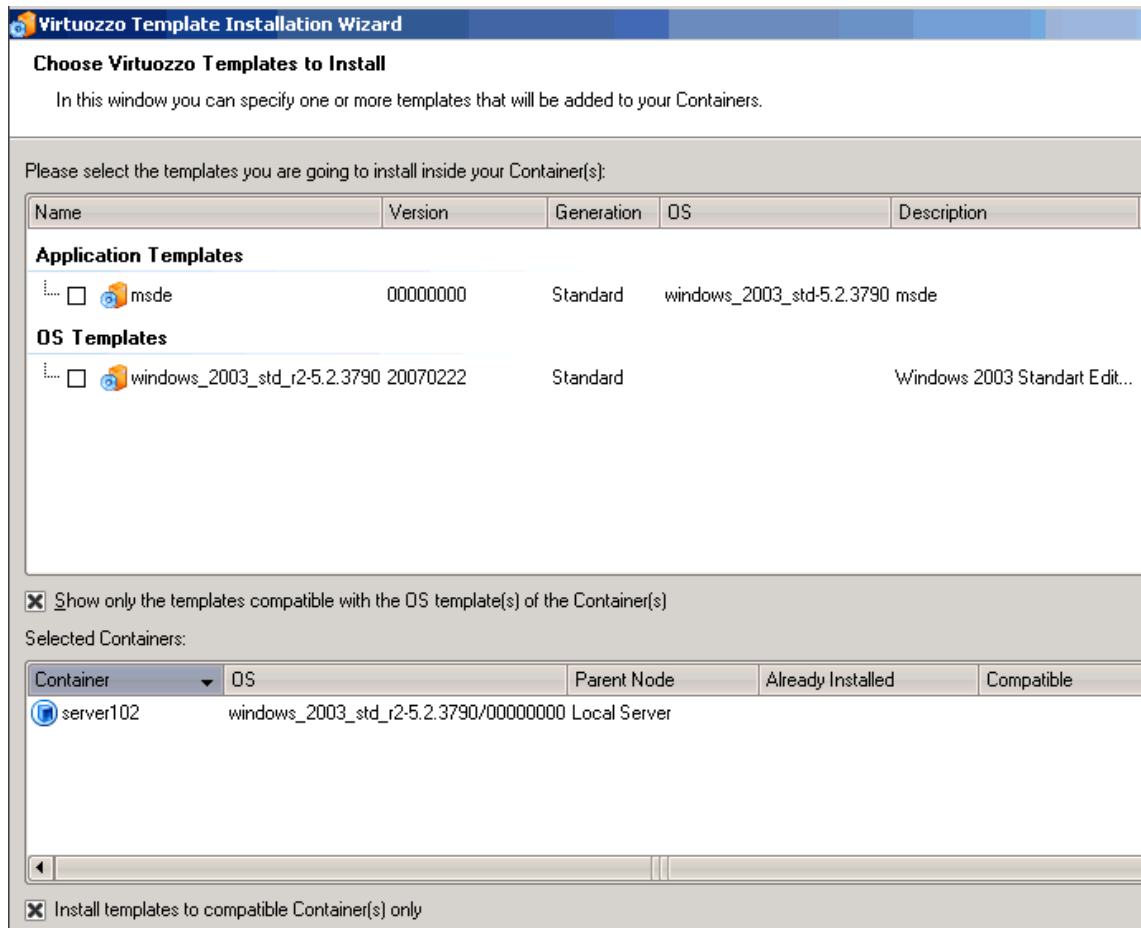 Virtuozzo Template Installation Wizard
Choose Virtuozzo Templates to Install
In this window you can specify one or more templates that will be added to your Containers.
Please select the templates you are going to install inside your Container(s):
Name Version Generation OS Description
Application Templates
msde 00000000 Standard windows_2003_std-5.2.3790 msde
OS Templates
windows_2003_std_r2-5.2.3790 20070222 Standard Windows 2003 Standart Edit...
Show only the templates compatible with the OS template(s) of the Container(s)
Selected Containers:
Container OS Parent Node Already Installed Compatible
server102 windows_2003_std_r2-5.2.3790/00000000 Local Server
Install templates to compatible Container(s) only